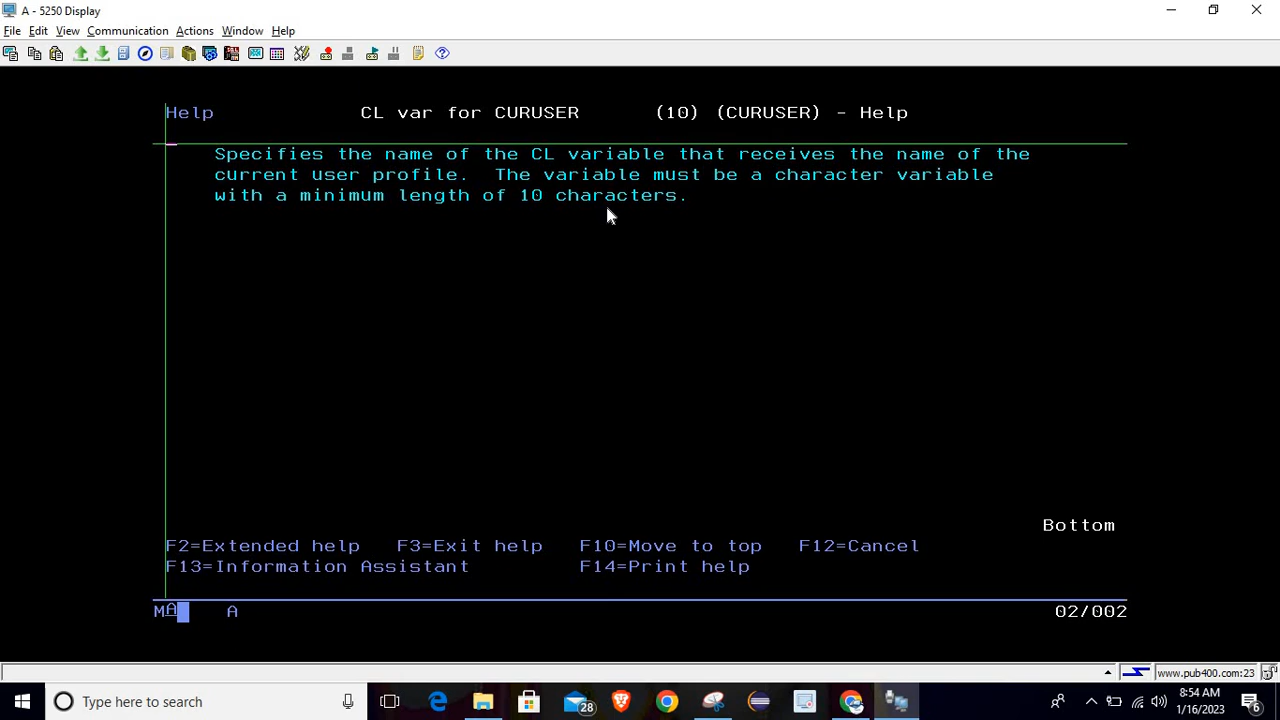 A - 5250 Display
File Edit View Communication Actions Window Help
Help CL var for CURUSER (10) (CURUSER) - Help
Specifies the name of the CL variable that receives the name of the
current user profile. The variable must be a character variable
with a minimum length of 10 characters.
Bottom
F2=Extended help F3=Exit help F10=Move to top F12=Cancel
F13=Information Assistant F14=Print help
MA A 02/002
www.pub400.com:23
Type here to search
28
8:54 AM
1/16/2023
6